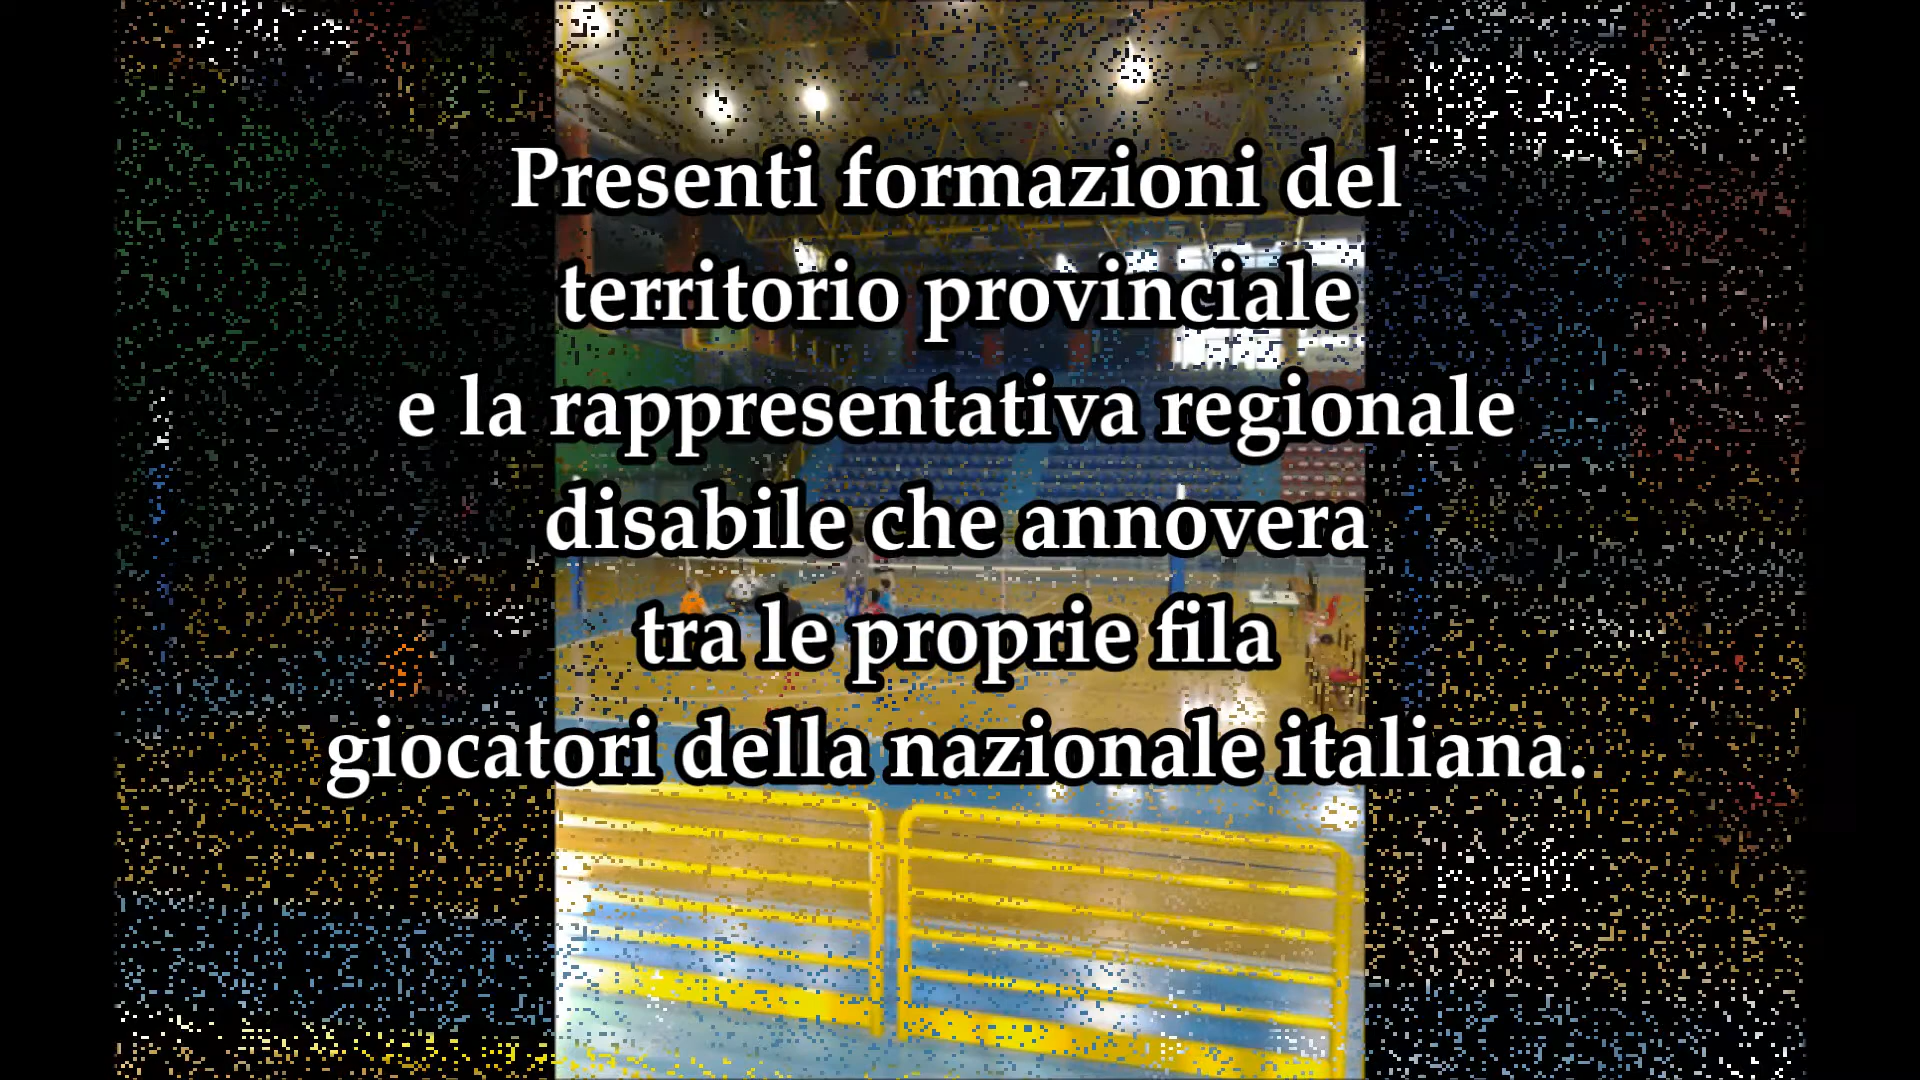 Presenti formazioni del
territorio provinciale
e la rappresentativa regionale
disabile che annovera
tra le proprie fila
giocatori della nazionale italiana.